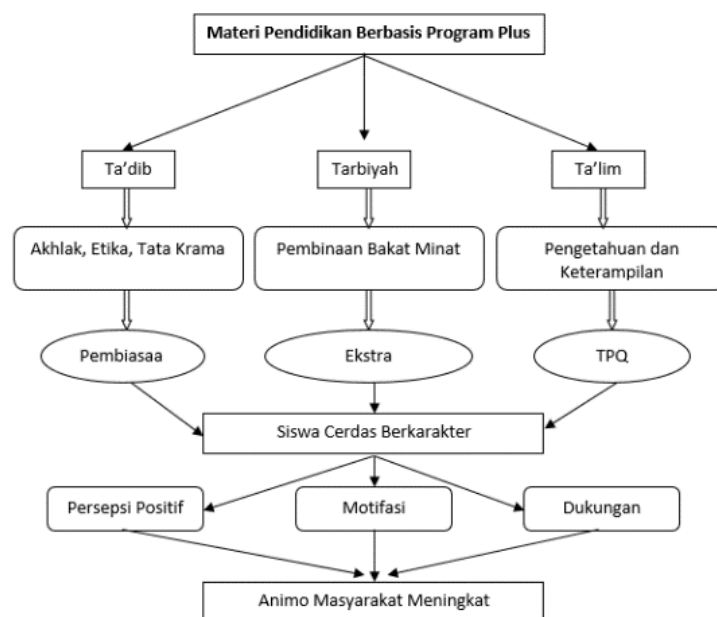 Materi Pendidikan Berbasis Program Plus
Ta'dib
Tarbiyah
Ta'lim
Akhlak, Etika, Tata Krama
Pembinaan Bakat Minat
Pengetahuan dan
Keterampilan
Pembiasaa
Ekstra
TPQ
Siswa Cerdas Berkarakter
Persepsi Positif
Motifasi
Dukungan
Animo Masyarakat Meningkat